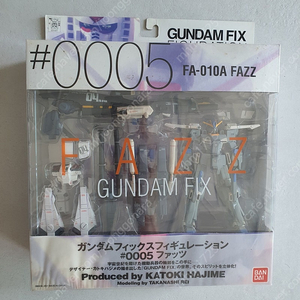 GUNDAM FIX
FIGURATION
#0005
FA-010A FAZZ
FAZZ
GUNDAM FIX
ガンダムフィックスフィギュレーション
#0005 ファッツ
Produced by KATOKI HAJIME
Modeling by TAKANASHI REI
BANDAI